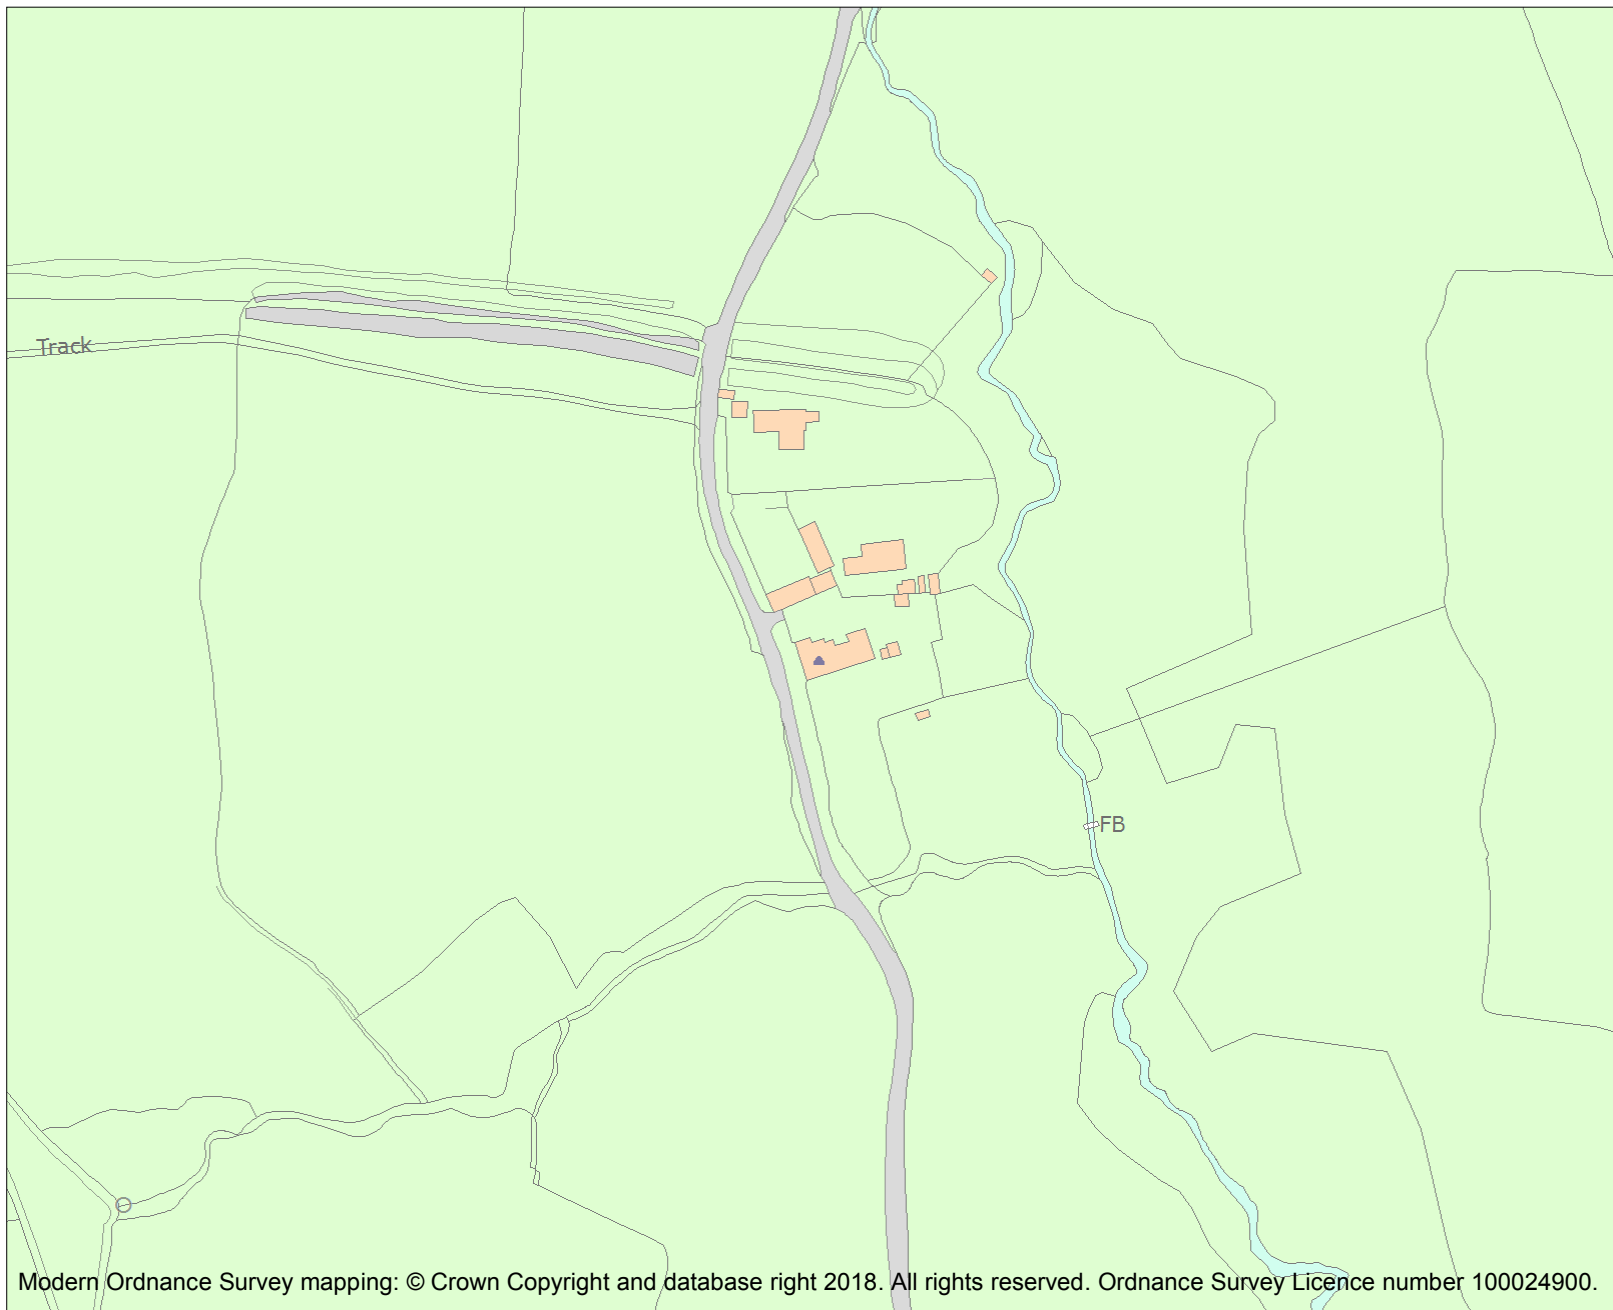 Track
FB
Modern Ordnance Survey mapping: © Crown Copyright and database right 2018. All rights reserved. Ordnance Survey Licence number 100024900.